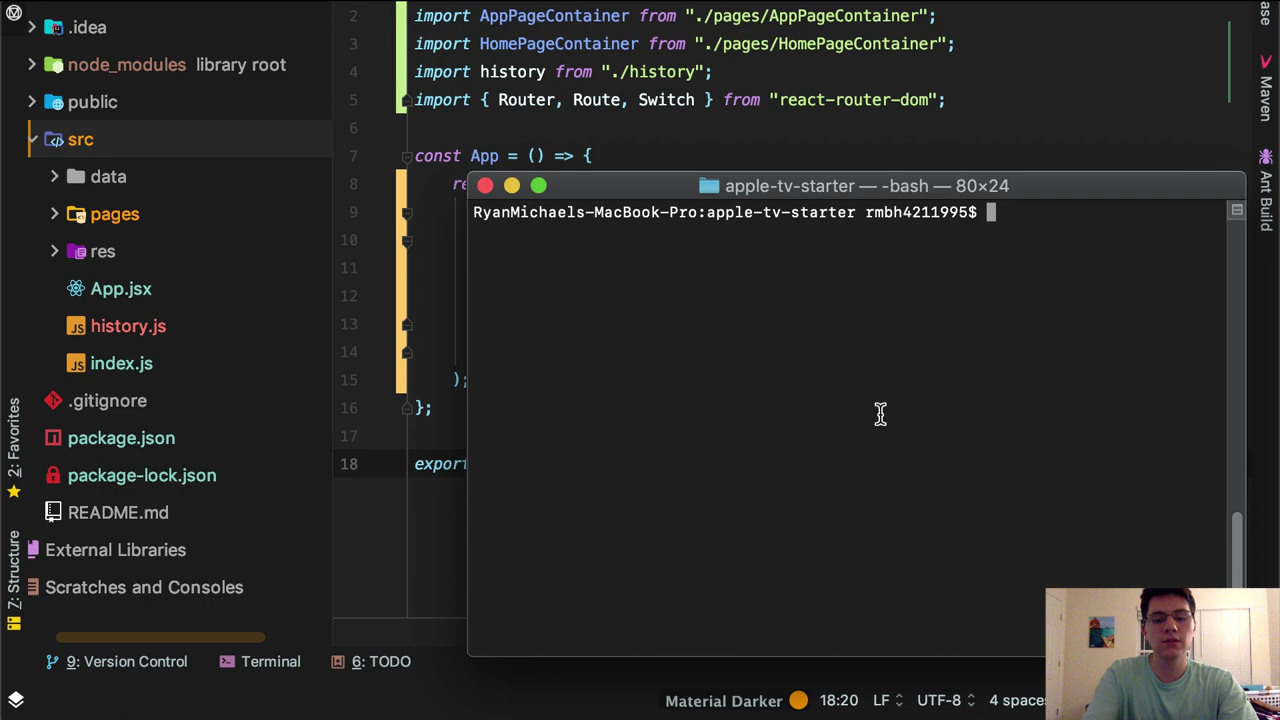 .idea
node_modules library root
public
src
data
pages
res
App.jsx
JS history.js
JS index.js
.gitignore
package.json
package-lock.json
README.md
External Libraries
Scratches and Consoles
2: Favorites
7: Structure
2 import AppPageContainer from "./pages/AppPageContainer";
3 import HomePageContainer from "./pages/HomePageContainer";
4 import history from "./history";
5 import { Router, Route, Switch } from "react-router-dom";
6
7 const App = () => {
8 re
9
10
11
12
13
14
15 );
16 };
17
18 export
apple-tv-starter — -bash — 80×24
RyanMichaels-MacBook-Pro:apple-tv-starter rmbh4211995$
ase
Maven
Ant Build
9: Version Control
Terminal
6: TODO
Material Darker
18:20
LF
UTF-8
4 spaces